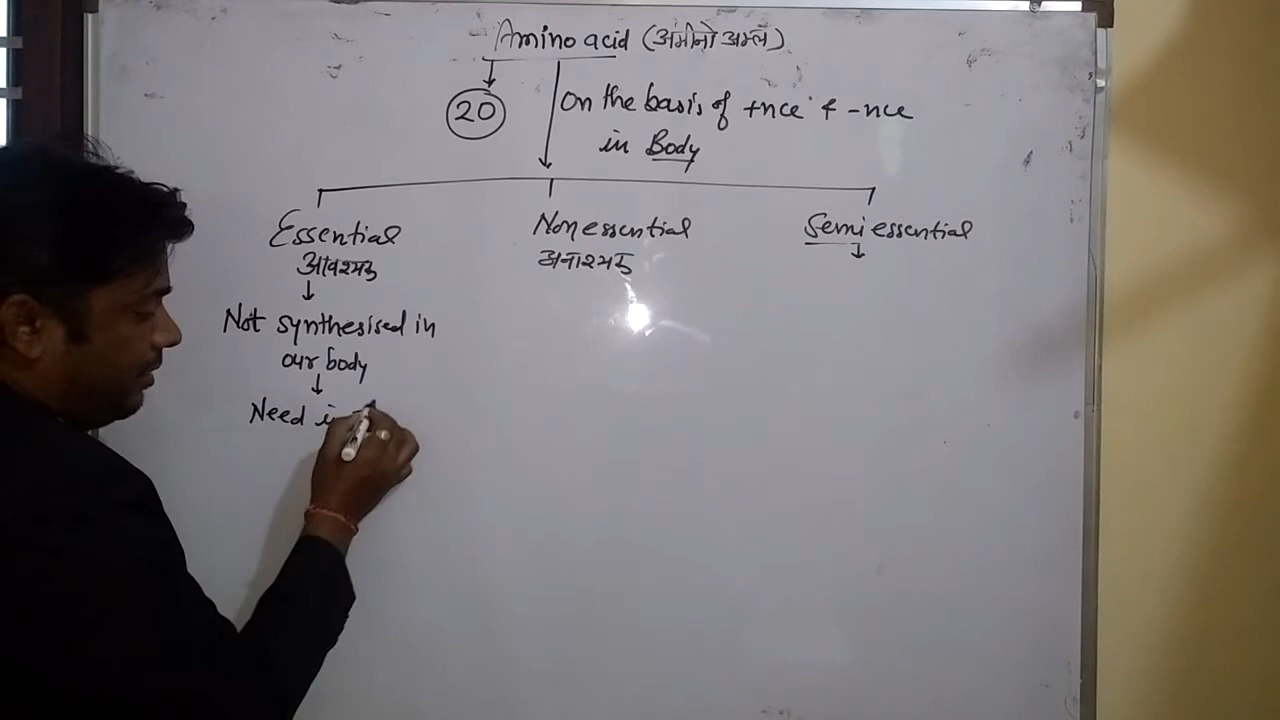 Amino acid (अमीनो अम्ल)
20
On the basis of +nce & -nce
in Body
Essential
आवश्यक
Non essential
अनावश्यक
Semi essential
Not synthesised in
our body
Need